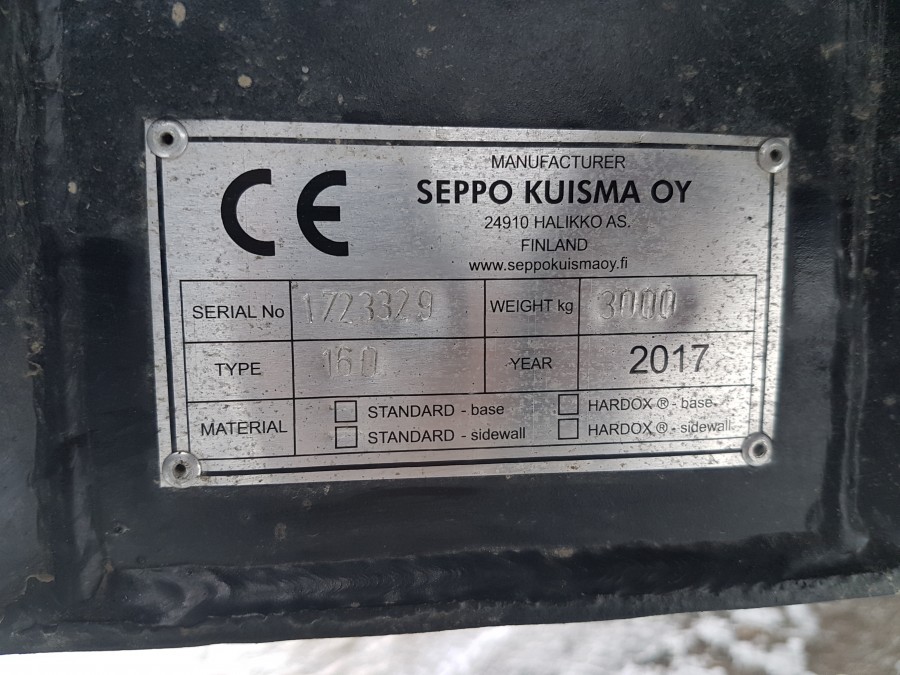 CE
MANUFACTURER
SEPPO KUISMA OY
24910 HALIKKO AS.
FINLAND
www.seppokuismaoy.fi
SERIAL No 1723329 WEIGHT kg 3000
TYPE 160 YEAR 2017
MATERIAL
STANDARD - base HARDOX ® - base
STANDARD - sidewall HARDOX ® - sidewall